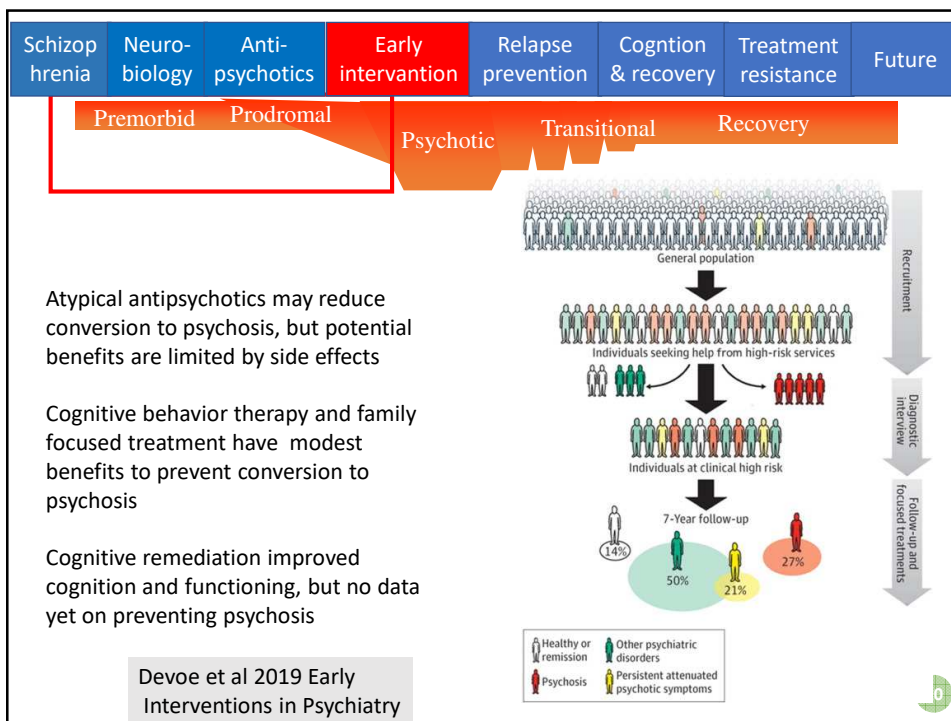 Schizop
hrenia
Neuro-
biology
Anti-
psychotics
Early
intervantion
Relapse
prevention
Cogntion
& recovery
Treatment
resistance
Future
Premorbid
Prodromal
Psychotic
Transitional
Recovery
Atypical antipsychotics may reduce
conversion to psychosis, but potential
benefits are limited by side effects
Cognitive behavior therapy and family
focused treatment have modest
benefits to prevent conversion to
psychosis
Cognitive remediation improved
cognition and functioning, but no data
yet on preventing psychosis
Devoe et al 2019 Early
Interventions in Psychiatry
General population
Individuals seeking help from high-risk services
Individuals at clinical high risk
7-Year follow-up
14%
50%
21%
27%
Recruitment
Diagnostic
interview
Follow-up and
focused treatments
Healthy or
remission
Other psychiatric
disorders
Psychosis
Persistent attenuated
psychotic symptoms